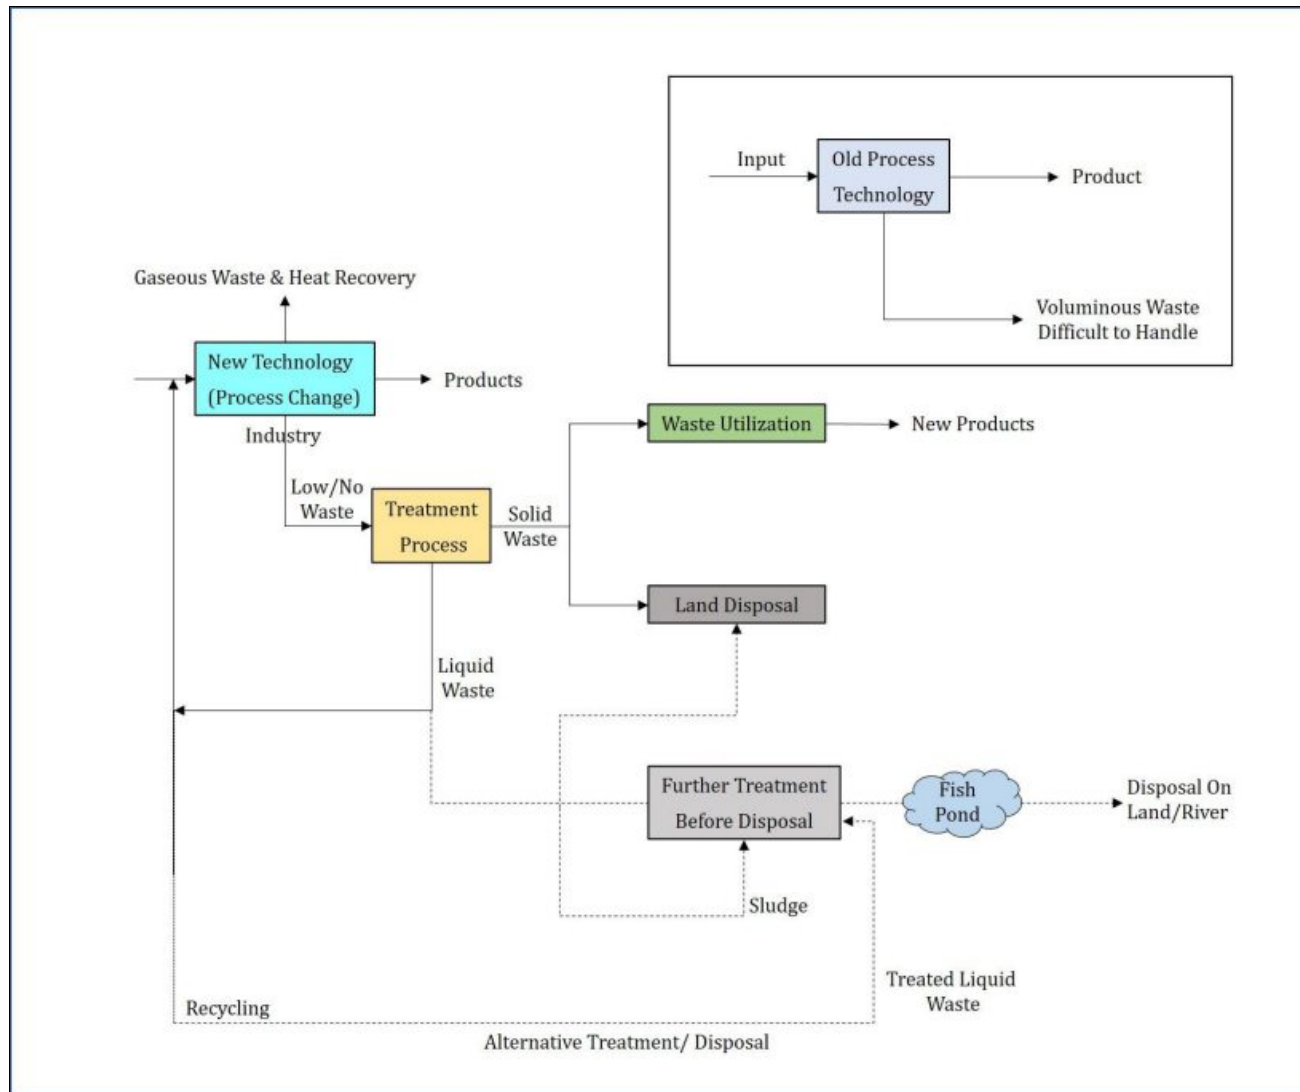 Input
Old Process
Technology
Product
Voluminous Waste
Difficult to Handle
Gaseous Waste & Heat Recovery
New Technology
(Process Change)
Products
Industry
Low/No
Waste
Treatment
Process
Solid
Waste
Waste Utilization
New Products
Land Disposal
Liquid
Waste
Further Treatment
Before Disposal
Fish
Pond
Disposal On
Land/River
Sludge
Treated Liquid
Waste
Recycling
Alternative Treatment/ Disposal